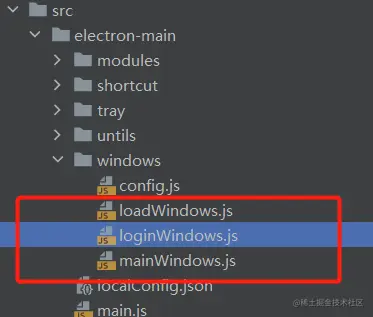 src
electron-main
modules
shortcut
tray
untils
windows
config.js
loadWindows.js
loginWindows.js
mainWindows.js
localConfig.json
main.js
@稀土掘金技术社区